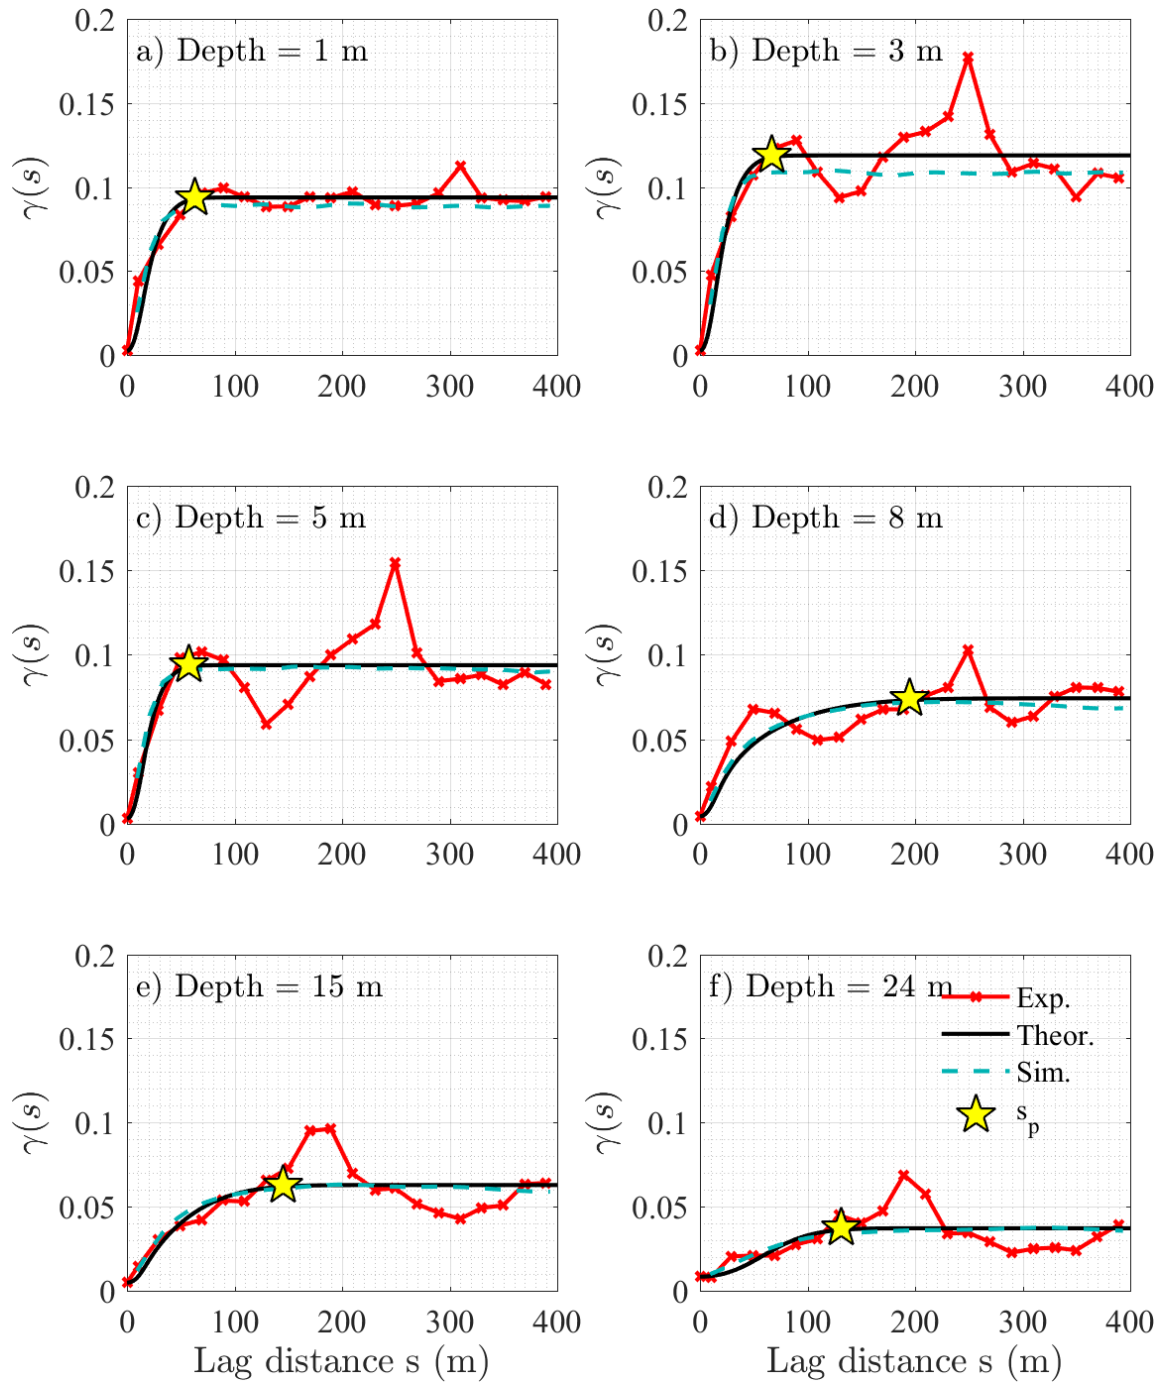 a) Depth = 1 m
γ(s)
0.2
0.15
0.1
0.05
0
0 100 200 300 400
b) Depth = 3 m
γ(s)
0.2
0.15
0.1
0.05
0
0 100 200 300 400
c) Depth = 5 m
γ(s)
0.2
0.15
0.1
0.05
0
0 100 200 300 400
d) Depth = 8 m
γ(s)
0.2
0.15
0.1
0.05
0
0 100 200 300 400
e) Depth = 15 m
γ(s)
0.2
0.15
0.1
0.05
0
0 100 200 300 400
Lag distance s (m)
f) Depth = 24 m
γ(s)
0.2
0.15
0.1
0.05
0
Exp.
Theor.
Sim.
s_p
0 100 200 300 400
Lag distance s (m)